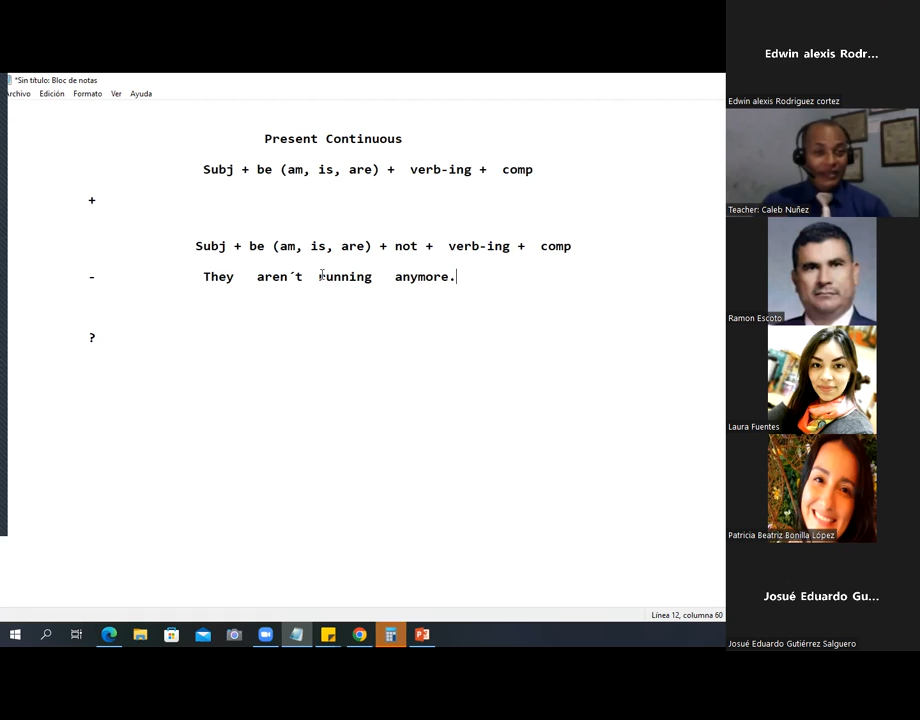 *Sin título: Bloc de notas
Archivo Edición Formato Ver Ayuda
Present Continuous
Subj + be (am, is, are) + verb-ing + comp
+
Subj + be (am, is, are) + not + verb-ing + comp
- They aren´t running anymore.
?
Línea 12, columna 60
Edwin alexis Rodr...
Edwin alexis Rodriguez cortez
Teacher: Caleb Nuñez
Ramon Escoto
Laura Fuentes
Patricia Beatriz Bonilla López
Josué Eduardo Gu...
Josué Eduardo Gutiérrez Salguero